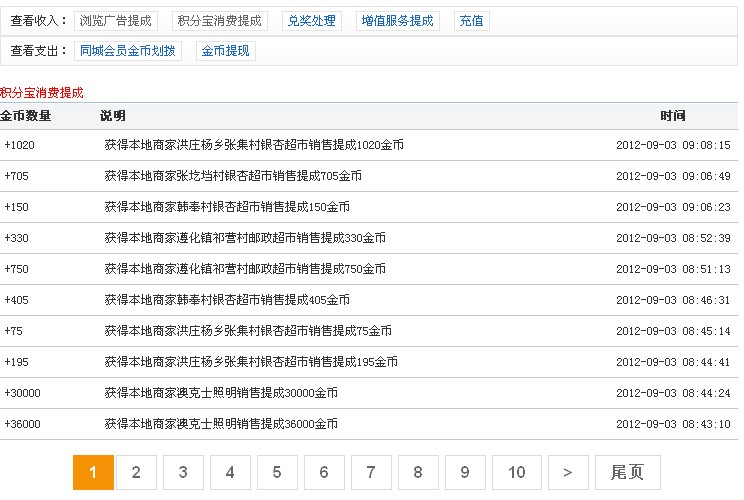 查看收入： 浏览广告提成 积分宝消费提成 兑奖处理 增值服务提成 充值
查看支出： 同城会员金币划拨 金币提现
积分宝消费提成
金币数量 说明 时间
+1020 获得本地商家洪庄杨乡张集村银杏超市销售提成1020金币 2012-09-03 09:08:15
+705 获得本地商家张圪垱村银杏超市销售提成705金币 2012-09-03 09:06:49
+150 获得本地商家韩奉村银杏超市销售提成150金币 2012-09-03 09:06:23
+330 获得本地商家遵化镇祁营村邮政超市销售提成330金币 2012-09-03 08:52:39
+750 获得本地商家遵化镇祁营村邮政超市销售提成750金币 2012-09-03 08:51:13
+405 获得本地商家韩奉村银杏超市销售提成405金币 2012-09-03 08:46:31
+75 获得本地商家洪庄杨乡张集村银杏超市销售提成75金币 2012-09-03 08:45:14
+195 获得本地商家洪庄杨乡张集村银杏超市销售提成195金币 2012-09-03 08:44:41
+30000 获得本地商家澳克士照明销售提成30000金币 2012-09-03 08:44:24
+36000 获得本地商家澳克士照明销售提成36000金币 2012-09-03 08:43:10
1 2 3 4 5 6 7 8 9 10 > 尾页